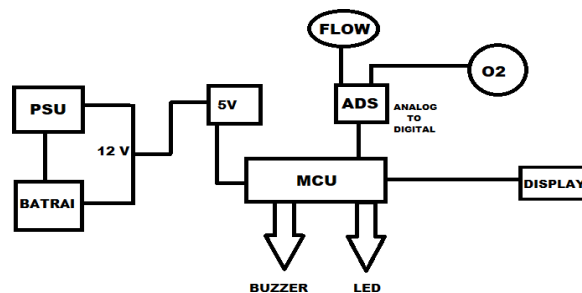 FLOW
O2
PSU
5V
ADS
ANALOG
TO
DIGITAL
12 V
MCU
BATRAI
DISPLAY
BUZZER
LED